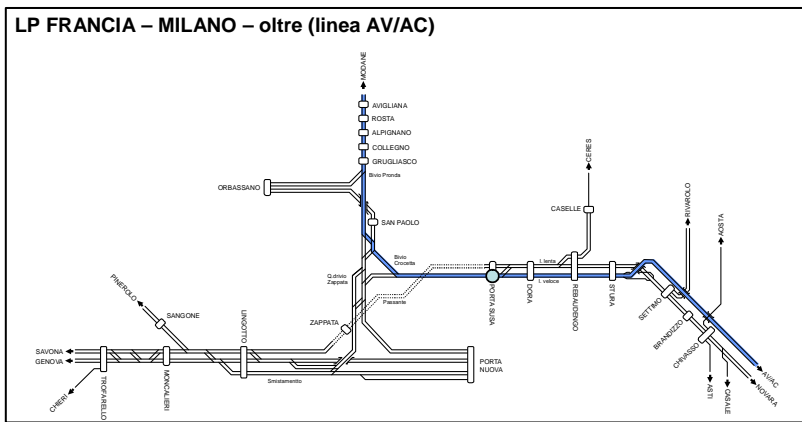 LP FRANCIA – MILANO – oltre (linea AV/AC)
MODANE
AVIGLIANA
ROSTA
ALPIGNANO
COLLEGNO
GRUGLIASCO
Bivio Pronda
ORBASSANO
SAN PAOLO
CERES
CASELLE
RIVAROLO
AOSTA
Bivio
Crocetta
l. lenta
l. veloce
Q.drivio
Zappata
Passante
PORTA SUSA
DORA
REBAUDENGO
STURA
PINEROLO
SANGONE
LINGOTTO
ZAPPATA
SETTIMO
BRANDIZZO
CHIVASSO
SAVONA
GENOVA
PORTA
NUOVA
Smistamento
CHIERI
TROFARELLO
MONCALIERI
ASTI
CASALE
AV/AC
NOVARA